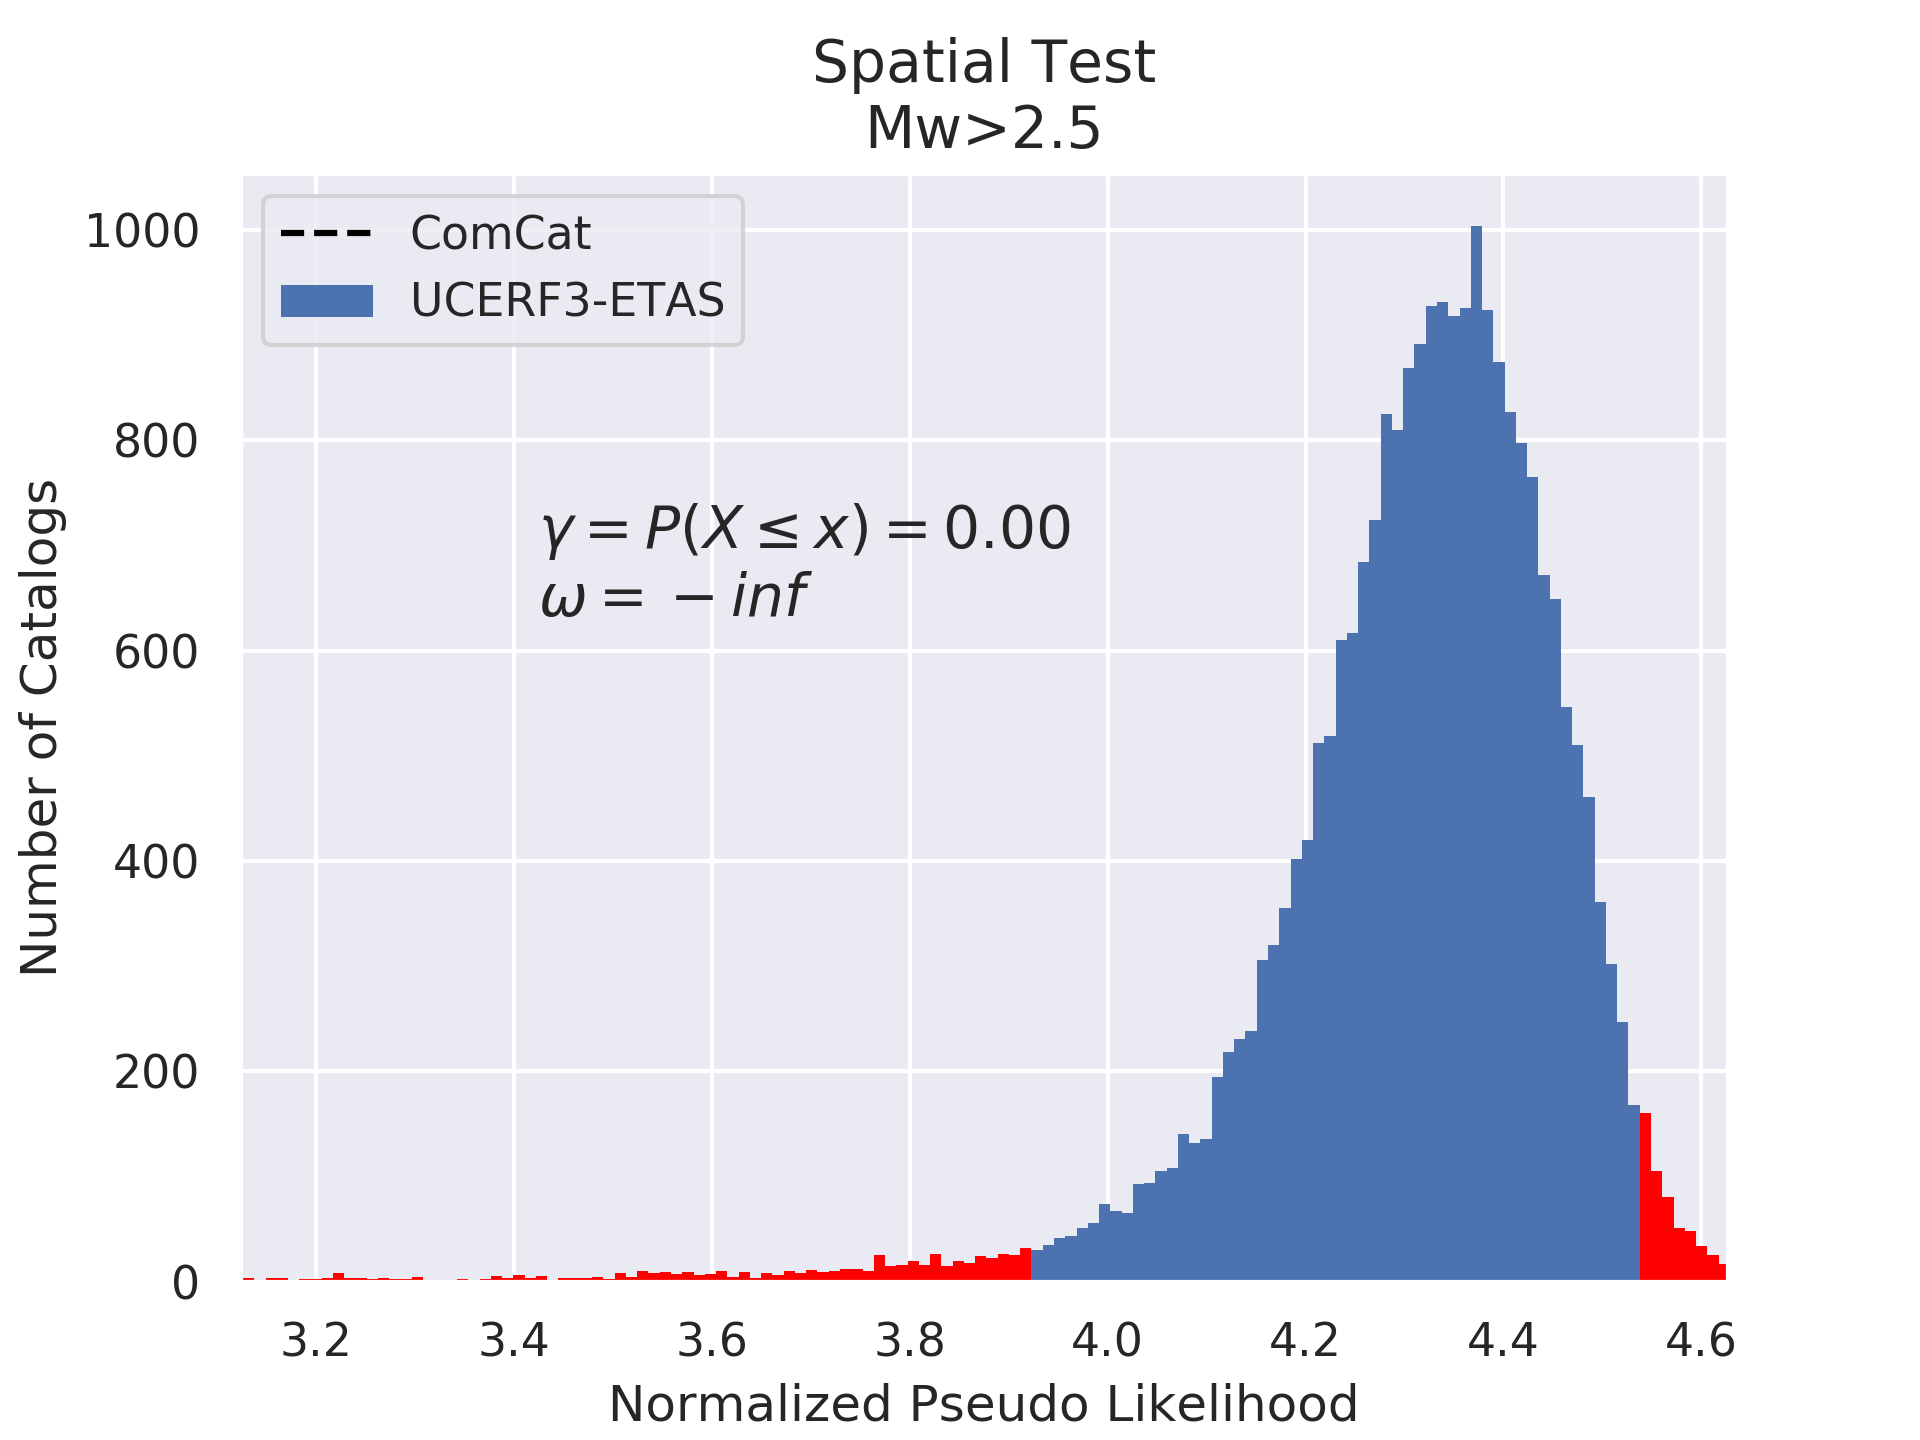 Spatial Test
Mw>2.5
ComCat
UCERF3-ETAS
γ = P(X ≤ x) = 0.00
ω = − inf
Number of Catalogs
1000
800
600
400
200
0
3.2 3.4 3.6 3.8 4.0 4.2 4.4 4.6
Normalized Pseudo Likelihood